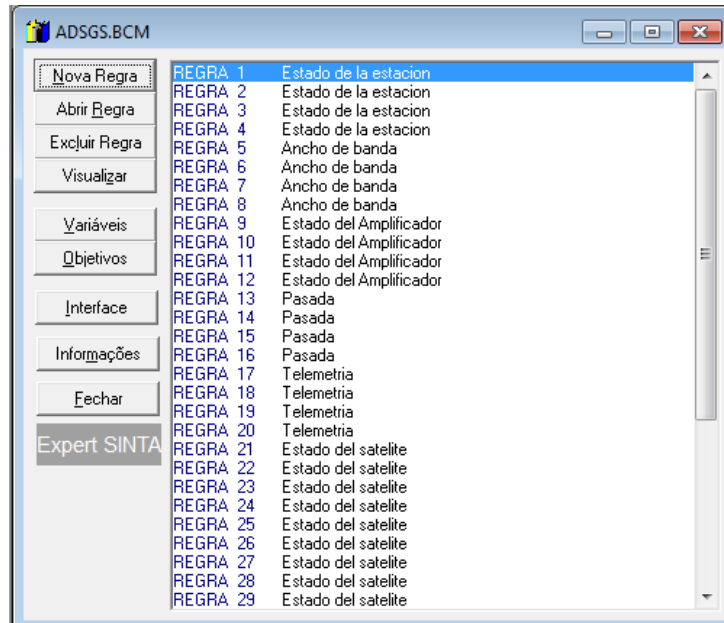 ADSGS.BCM
Nova Regra
Abrir Regra
Excluir Regra
Visualizar
Variáveis
Objetivos
Interface
Informações
Fechar
Expert SINTA
REGRA 1 Estado de la estacion
REGRA 2 Estado de la estacion
REGRA 3 Estado de la estacion
REGRA 4 Estado de la estacion
REGRA 5 Ancho de banda
REGRA 6 Ancho de banda
REGRA 7 Ancho de banda
REGRA 8 Ancho de banda
REGRA 9 Estado del Amplificador
REGRA 10 Estado del Amplificador
REGRA 11 Estado del Amplificador
REGRA 12 Estado del Amplificador
REGRA 13 Pasada
REGRA 14 Pasada
REGRA 15 Pasada
REGRA 16 Pasada
REGRA 17 Telemetria
REGRA 18 Telemetria
REGRA 19 Telemetria
REGRA 20 Telemetria
REGRA 21 Estado del satelite
REGRA 22 Estado del satelite
REGRA 23 Estado del satelite
REGRA 24 Estado del satelite
REGRA 25 Estado del satelite
REGRA 26 Estado del satelite
REGRA 27 Estado del satelite
REGRA 28 Estado del satelite
REGRA 29 Estado del satelite